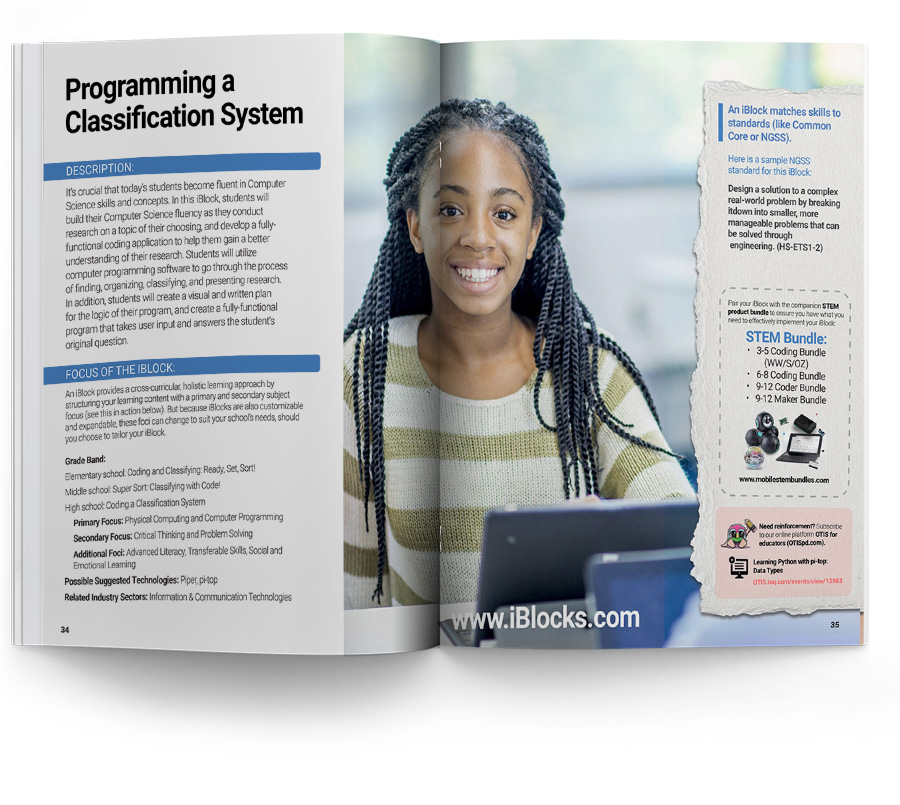 Programming a
Classification System
DESCRIPTION:
It's crucial that today's students become fluent in Computer
Science skills and concepts. In this iBlock, students will
build their Computer Science fluency as they conduct
research on a topic of their choosing, and develop a fully-
functional coding application to help them gain a better
understanding of their research. Students will utilize
computer programming software to go through the process
of finding, organizing, classifying, and presenting research.
In addition, students will create a visual and written plan
for the logic of their program, and create a fully-functional
program that takes user input and answers the student's
original question.
FOCUS OF THE IBLOCK:
An iBlock provides a cross-curricular, holistic learning approach by
structuring your learning content with a primary and secondary subject
focus (see this in action below). But because iBlocks are also customizable
and expandable, these foci can change to suit your school's needs, should
you choose to tailor your iBlock.
Grade Band:
Elementary school: Coding and Classifying: Ready, Set, Sort!
Middle school: Super Sort: Classifying with Code!
High school: Coding a Classification System
Primary Focus: Physical Computing and Computer Programming
Secondary Focus: Critical Thinking and Problem Solving
Additional Foci: Advanced Literacy, Transferable Skills, Social and
Emotional Learning
Possible Suggested Technologies: Piper, pi-top
Related Industry Sectors: Information & Communication Technologies
34
www.iBlocks.com
An iBlock matches skills to
standards (like Common
Core or NGSS).
Here is a sample NGSS
standard for this iBlock:
Design a solution to a complex
real-world problem by breaking
itdown into smaller, more
manageable problems that can
be solved through
engineering. (HS-ETS1-2)
Pair your iBlock with the companion STEM
product bundle to ensure you have what you
need to effectively implement your iBlock:
STEM Bundle:
• 3-5 Coding Bundle
(WW/S/OZ)
• 6-8 Coding Bundle
• 9-12 Coder Bundle
• 9-12 Maker Bundle
www.mobilestembundles.com
Need reinforcement? Subscribe
to our online platform OTIS for
educators (OTISpd.com).
Learning Python with pi-top:
Data Types
OTIS.teq.com/events/view/13983
35